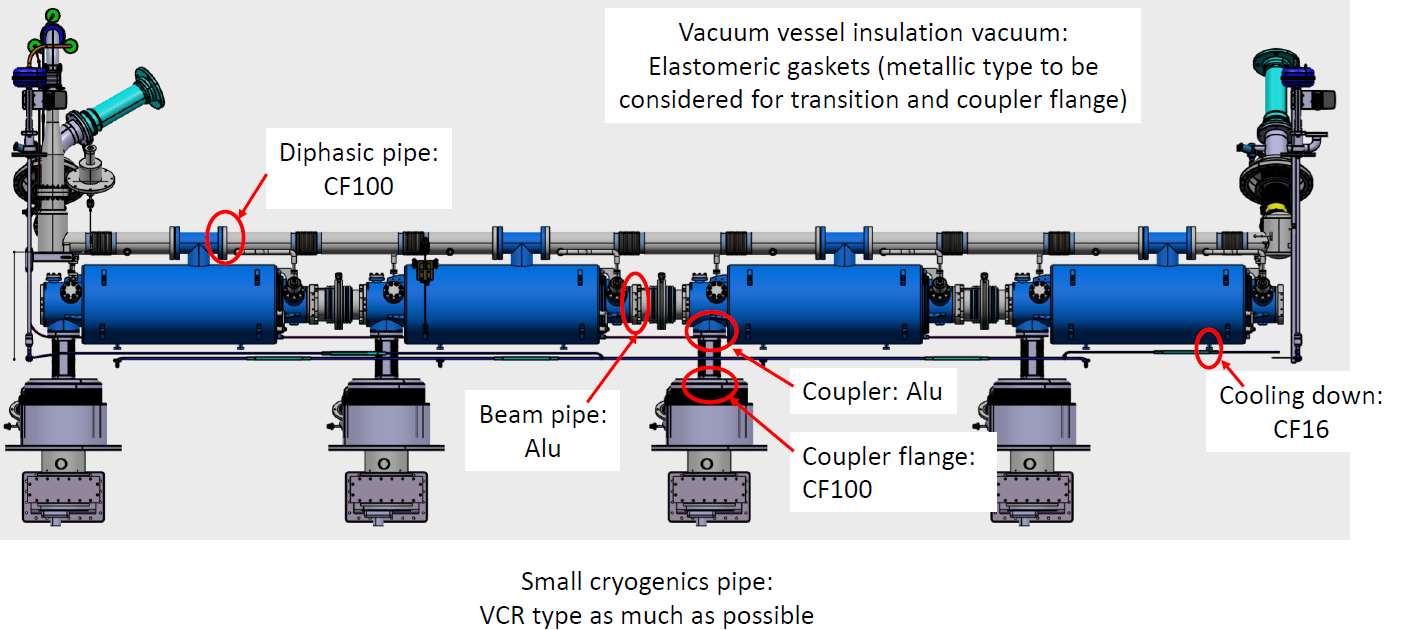 Vacuum vessel insulation vacuum:
Elastomeric gaskets (metallic type to be
considered for transition and coupler flange)
Diphasic pipe:
CF100
Beam pipe:
Alu
Coupler: Alu
Coupler flange:
CF100
Cooling down:
CF16
Small cryogenics pipe:
VCR type as much as possible